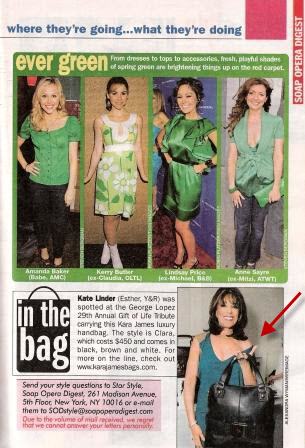 where they're going...what they're doing
SOAP OPERA DIGEST
ever green
From dresses to tops to accessories, fresh, playful shades
of spring green are brightening things up on the red carpet.
Amanda Baker
(Babe, AMC)
Kerry Butler
(ex-Claudia, OLTL)
Lindsay Price
(ex-Michael, B&B)
Anne Sayre
(ex-Mitzi, ATWT)
in the
bag
Kate Linder (Esther, Y&R) was
spotted at the George Lopez
29th Annual Gift of Life Tribute
carrying this Kara James luxury
handbag. The style is Clara,
which costs $450 and comes in
black, brown and white. For
more on the line, check out
www.karajamesbags.com.
Send your style questions to Star Style,
Soap Opera Digest, 261 Madison Avenue,
5th Floor, New York, NY 10016 or e-mail
them to SODstyle@soapoperadigest.com
Due to the volume of mail received, we regret
that we cannot answer your letters personally.